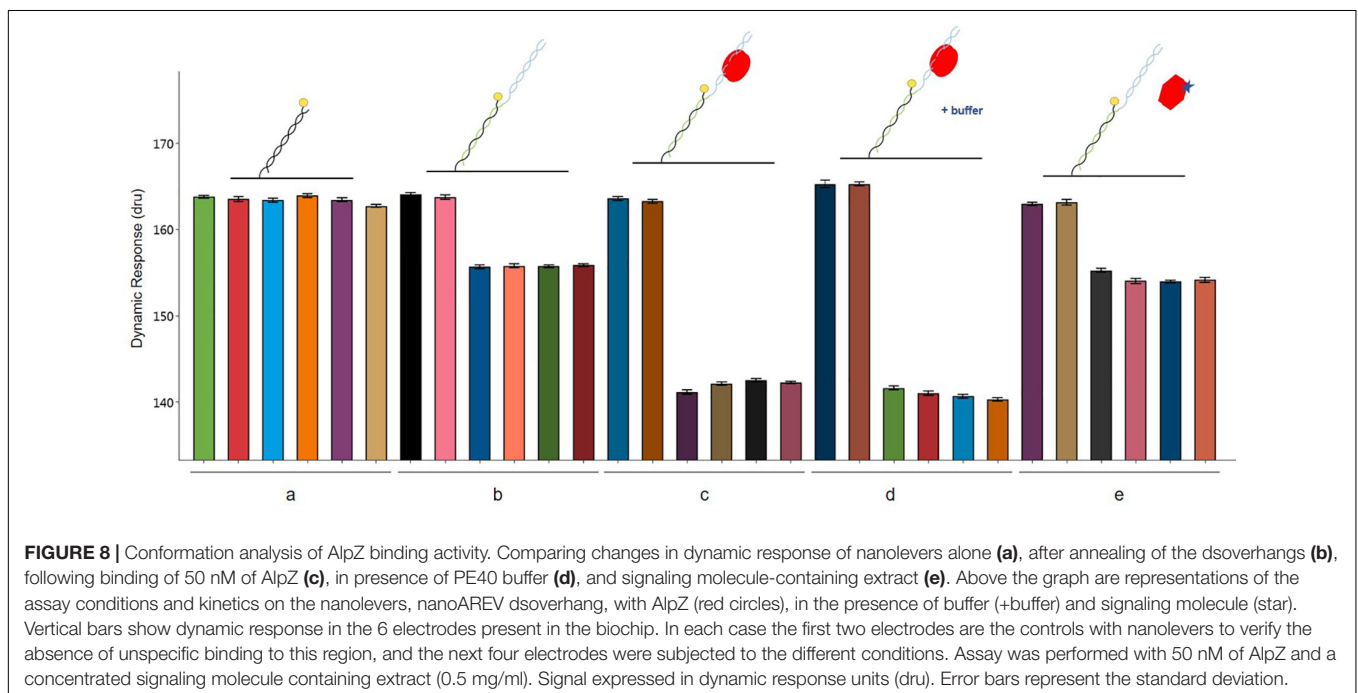 + buffer
170
160
150
140
Dynamic Response (dru)
a b c d e
FIGURE 8 | Conformation analysis of AlpZ binding activity. Comparing changes in dynamic response of nanolevers alone (a), after annealing of the dsoverhangs (b),
following binding of 50 nM of AlpZ (c), in presence of PE40 buffer (d), and signaling molecule-containing extract (e). Above the graph are representations of the
assay conditions and kinetics on the nanolevers, nanoAREV dsoverhang, with AlpZ (red circles), in the presence of buffer (+buffer) and signaling molecule (star).
Vertical bars show dynamic response in the 6 electrodes present in the biochip. In each case the first two electrodes are the controls with nanolevers to verify the
absence of unspecific binding to this region, and the next four electrodes were subjected to the different conditions. Assay was performed with 50 nM of AlpZ and a
concentrated signaling molecule containing extract (0.5 mg/ml). Signal expressed in dynamic response units (dru). Error bars represent the standard deviation.